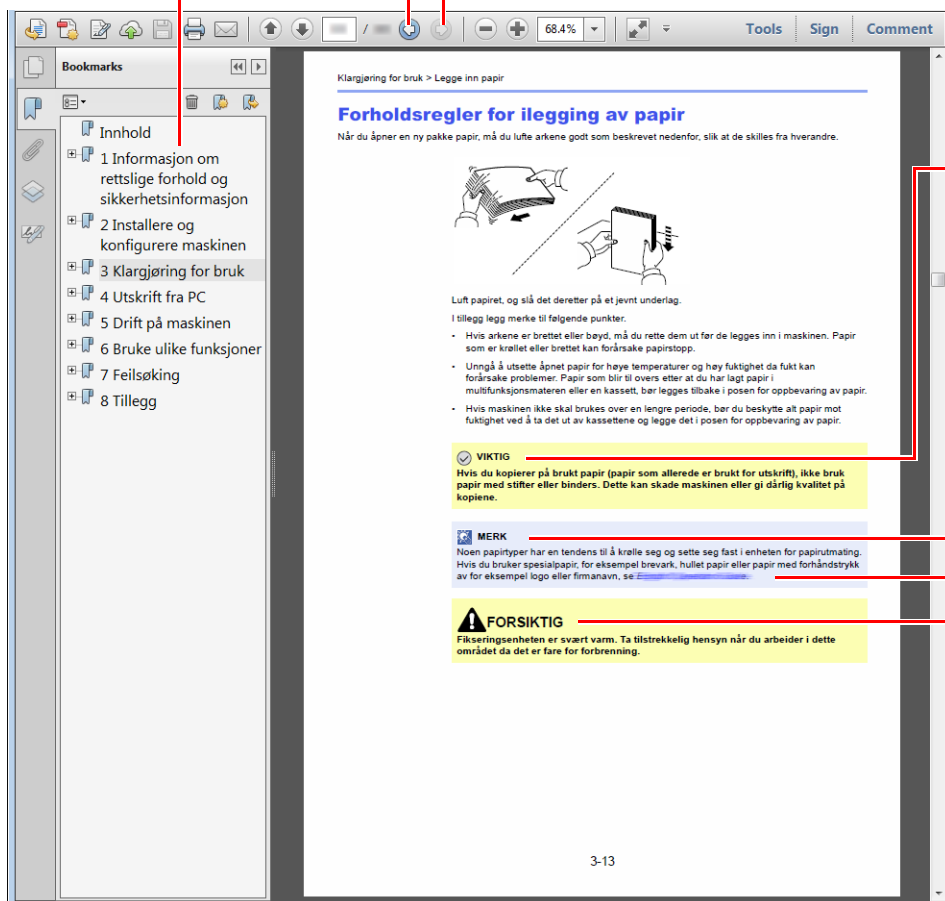 /
68.4%
Tools
Sign
Comment
Bookmarks
Innhold
1 Informasjon om
rettslige forhold og
sikkerhetsinformasjon
2 Installere og
konfigurere maskinen
3 Klargjøring for bruk
4 Utskrift fra PC
5 Drift på maskinen
6 Bruke ulike funksjoner
7 Feilsøking
8 Tillegg
Klargjøring for bruk > Legge inn papir
Forholdsregler for ilegging av papir
Når du åpner en ny pakke papir, må du lufte arkene godt som beskrevet nedenfor, slik at de skilles fra hverandre.
Luft papiret, og slå det deretter på et jevnt underlag.
I tillegg legg merke til følgende punkter.
• Hvis arkene er brettet eller bøyd, må du rette dem ut før de legges inn i maskinen. Papir
som er krøllet eller brettet kan forårsake papirstopp.
• Unngå å utsette åpnet papir for høye temperaturer og høy fuktighet da fukt kan
forårsake problemer. Papir som blir til overs etter at du har lagt papir i
multifunksjonsmateren eller en kassett, bør legges tilbake i posen for oppbevaring av papir.
• Hvis maskinen ikke skal brukes over en lengre periode, bør du beskytte alt papir mot
fuktighet ved å ta det ut av kassettene og legge det i posen for oppbevaring av papir.
VIKTIG
Hvis du kopierer på brukt papir (papir som allerede er brukt for utskrift), ikke bruk
papir med stifter eller binders. Dette kan skade maskinen eller gi dårlig kvalitet på
kopiene.
MERK
Noen papirtyper har en tendens til å krølle seg og sette seg fast i enheten for papirutmating.
Hvis du bruker spesialpapir, for eksempel brevark, hullet papir eller papir med forhåndstrykk
av for eksempel logo eller firmanavn, se
FORSIKTIG
Fikseringsenheten er svært varm. Ta tilstrekkelig hensyn når du arbeider i dette
området da det er fare for forbrenning.
3-13